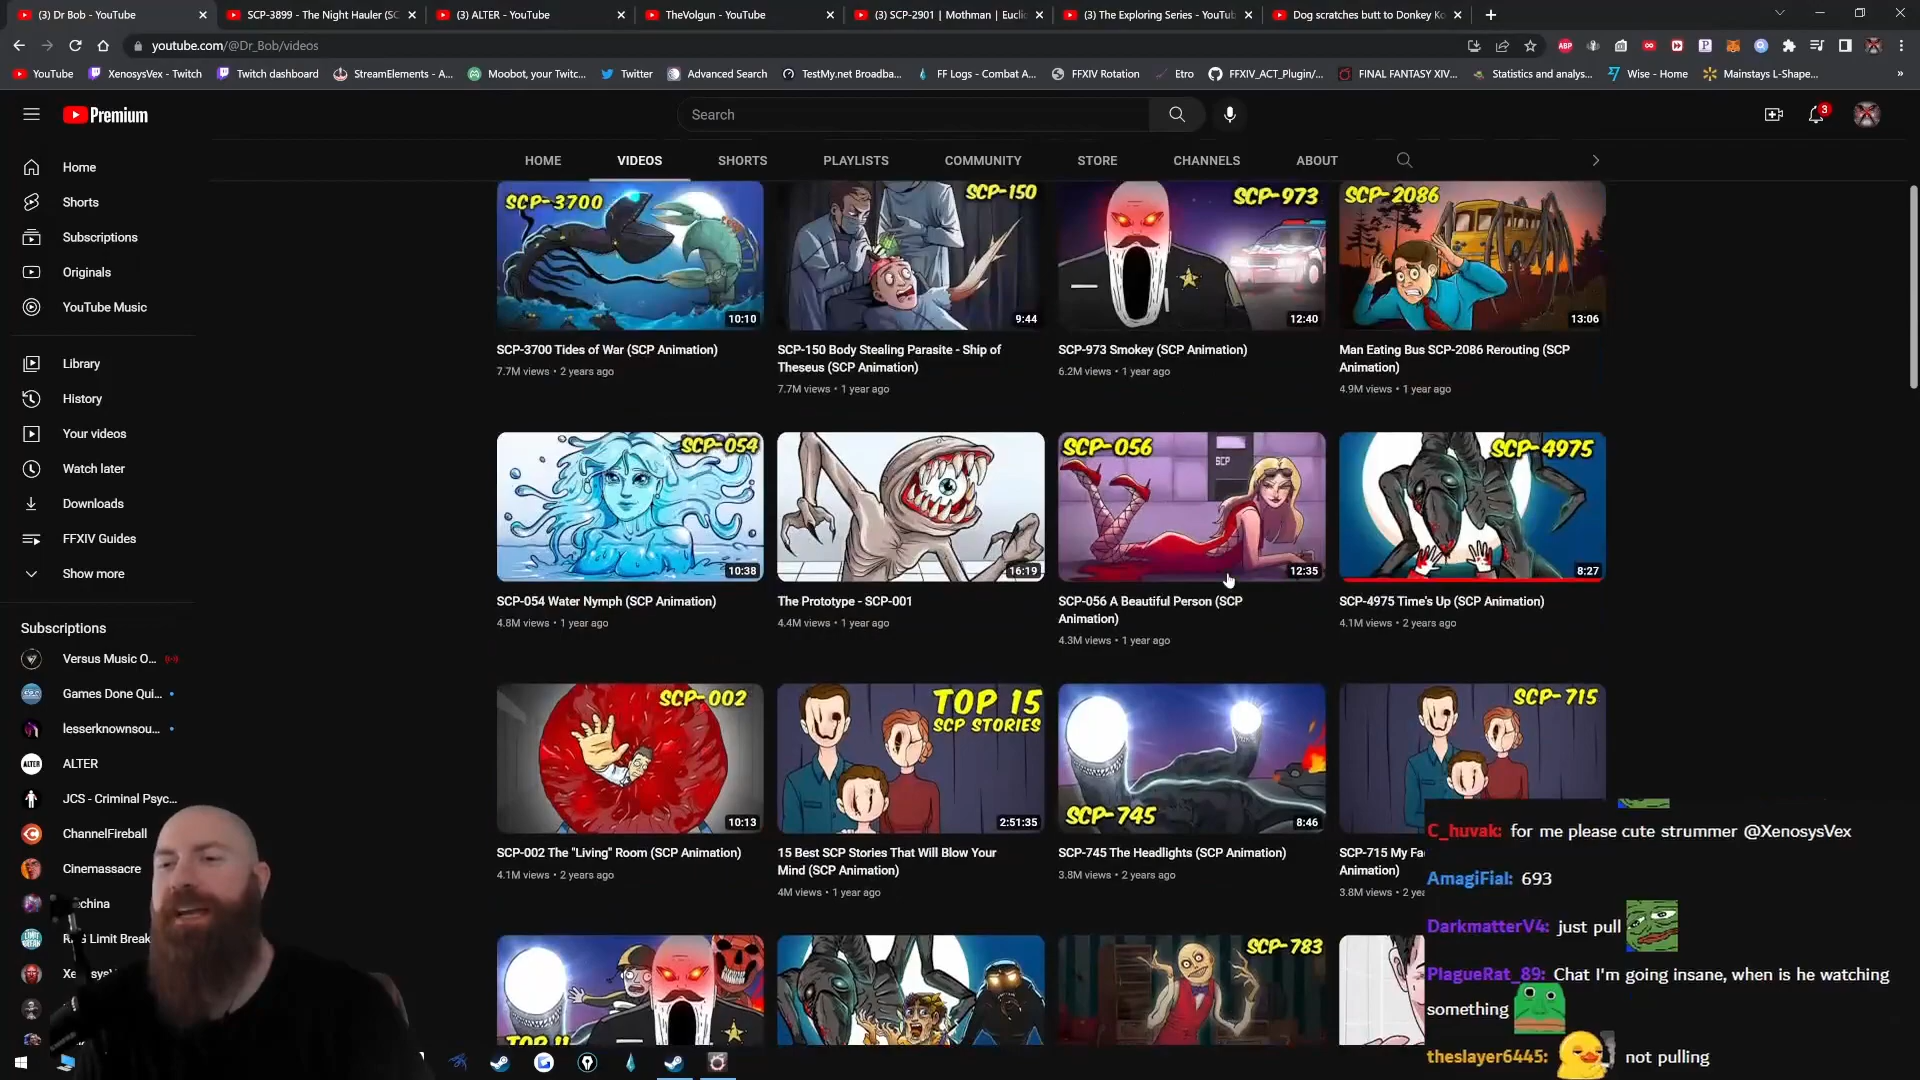 (3) Dr Bob - YouTube
SCP-3899 - The Night Hauler (SC
(3) ALTER - YouTube
TheVolgun - YouTube
(3) SCP-2901 | Mothman | Euclic
(3) The Exploring Series - YouTub
Dog scratches butt to Donkey Ko
youtube.com/@Dr_Bob/videos
YouTube
XenosysVex - Twitch
Twitch dashboard
StreamElements - A...
Moobot, your Twitc...
Twitter
Advanced Search
TestMy.net Broadba...
FF Logs - Combat A...
FFXIV Rotation
Etro
FFXIV_ACT_Plugin/...
FINAL FANTASY XIV...
Statistics and analys...
Wise - Home
Mainstays L-Shape...
Premium
Search
3
HOME
VIDEOS
SHORTS
PLAYLISTS
COMMUNITY
STORE
CHANNELS
ABOUT
Home
Shorts
Subscriptions
Originals
YouTube Music
Library
History
Your videos
Watch later
Downloads
FFXIV Guides
Show more
Subscriptions
Versus Music O...
Games Done Qui...
lesserknownsou...
ALTER
JCS - Criminal Psyc...
ChannelFireball
Cinemassacre
SCP-3700
10:10
SCP-3700 Tides of War (SCP Animation)
7.7M views • 2 years ago
SCP-150
9:44
SCP-150 Body Stealing Parasite - Ship of
Theseus (SCP Animation)
7.7M views • 1 year ago
SCP-973
12:40
SCP-973 Smokey (SCP Animation)
6.2M views • 1 year ago
SCP-2086
13:06
Man Eating Bus SCP-2086 Rerouting (SCP
Animation)
4.9M views • 1 year ago
SCP-054
10:38
SCP-054 Water Nymph (SCP Animation)
4.8M views • 1 year ago
16:19
The Prototype - SCP-001
4.4M views • 1 year ago
SCP-056
SCP
12:35
SCP-056 A Beautiful Person (SCP
Animation)
4.3M views • 1 year ago
SCP-4975
8:27
SCP-4975 Time's Up (SCP Animation)
4.1M views • 2 years ago
SCP-002
10:13
SCP-002 The "Living" Room (SCP Animation)
4.1M views • 2 years ago
TOP 15
SCP STORIES
2:51:35
15 Best SCP Stories That Will Blow Your
Mind (SCP Animation)
4M views • 1 year ago
SCP-745
8:46
SCP-745 The Headlights (SCP Animation)
3.8M views • 2 years ago
SCP-715
SCP-715 My Fa
Animation)
3.8M views • 2 ye
TOP 11
SCP-783
C_huvak: for me please cute strummer @XenosysVex
AmagiFial: 693
DarkmatterV4: just pull
PlagueRat_89: Chat I'm going insane, when is he watching
something
theslayer6445: not pulling